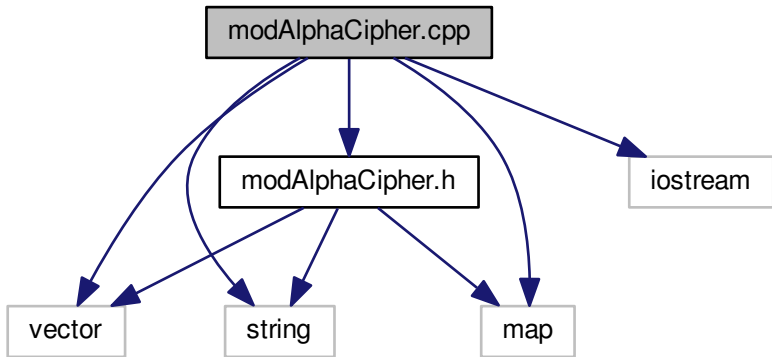 modAlphaCipher.cpp
modAlphaCipher.h
iostream
vector
string
map